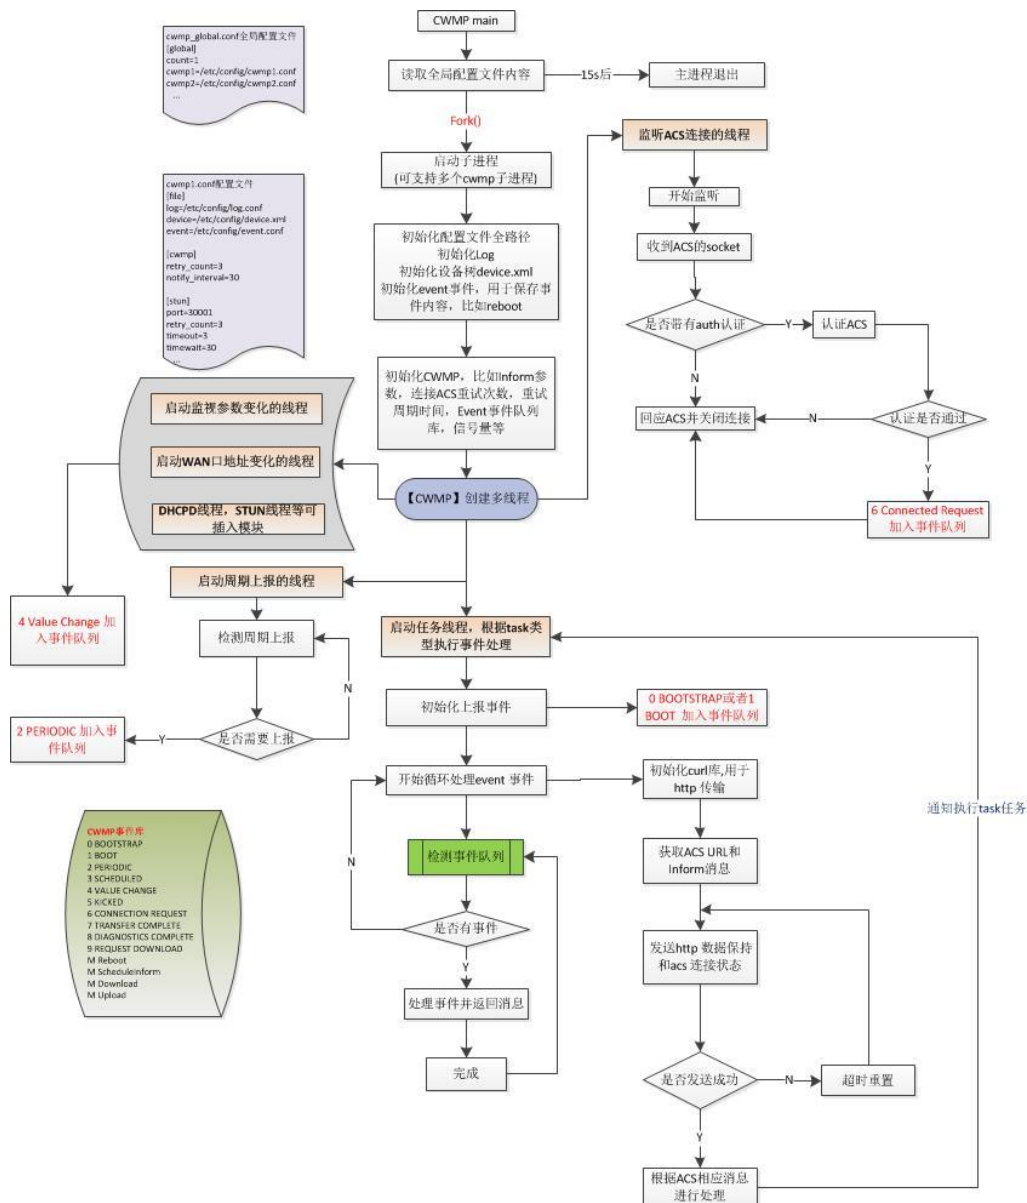 CWMP main
cwmp_global.conf全局配置文件
[global]
count=1
cwmp1=/etc/config/cwmp1.conf
cwmp2=/etc/config/cwmp2.conf
...
读取全局配置文件内容
15s后
主进程退出
Fork()
监听ACS连接的线程
启动子进程
(可支持多个cwmp子进程)
cwmp1.conf配置文件
[file]
log=/etc/config/log.conf
device=/etc/config/device.xml
event=/etc/config/event.conf
[cwmp]
retry_count=3
notify_interval=30
[stun]
port=30001
retry_count=3
timeout=3
timewait=30
...
开始监听
初始化配置文件全路径
初始化Log
初始化设备树device.xml
初始化event事件，用于保存事
件内容，比如reboot
收到ACS的socket
是否带有auth认证
Y
认证ACS
N
初始化CWMP，比如Inform参
数，连接ACS重试次数，重试
周期时间，Event事件队列
库，信号量等
回应ACS并关闭连接
N
认证是否通过
Y
6 Connected Request
加入事件队列
启动监视参数变化的线程
启动WAN口地址变化的线程
DHCPD线程，STUN线程等可
插入模块
【CWMP】创建多线程
启动周期上报的线程
4 Value Change 加
入事件队列
检测周期上报
N
启动任务线程，根据task类
型执行事件处理
2 PERIODIC 加入事
件队列
Y
是否需要上报
初始化上报事件
0 BOOTSTRAP或者1
BOOT 加入事件队列
开始循环处理event 事件
初始化curl库,用于
http 传输
通知执行task任务
CWMP事件库
0 BOOTSTRAP
1 BOOT
2 PERIODIC
3 SCHEDULED
4 VALUE CHANGE
5 KICKED
6 CONNECTION REQUEST
7 TRANSFER COMPLETE
8 DIAGNOSTICS COMPLETE
9 REQUEST DOWNLOAD
M Reboot
M ScheduleInform
M Download
M Upload
N
检测事件队列
获取ACS URL和
Inform消息
是否有事件
Y
发送http 数据保持
和acs 连接状态
处理事件并返回消息
完成
是否发送成功
N
超时重置
Y
根据ACS相应消息
进行处理